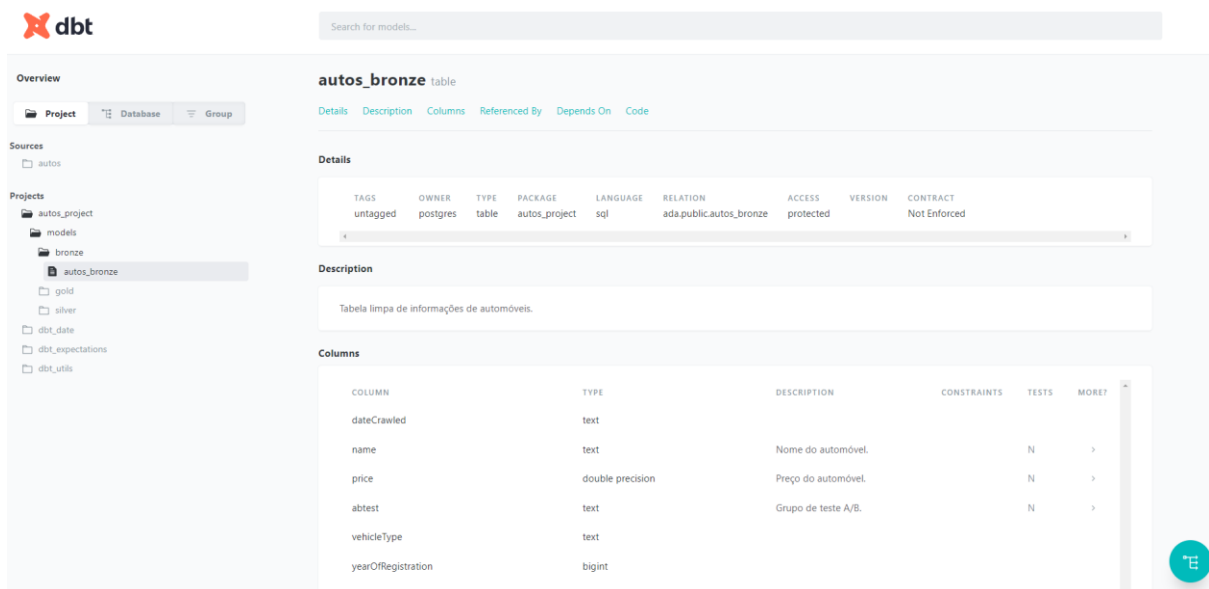 dbt
Search for models...
Overview
Project Database Group
Sources
autos
Projects
autos_project
models
bronze
autos_bronze
gold
silver
dbt_date
dbt_expectations
dbt_utils
autos_bronze table
Details Description Columns Referenced By Depends On Code
Details
TAGS OWNER TYPE PACKAGE LANGUAGE RELATION ACCESS VERSION CONTRACT
untagged postgres table autos_project sql ada.public.autos_bronze protected Not Enforced
Description
Tabela limpa de informações de automóveis.
Columns
COLUMN TYPE DESCRIPTION CONSTRAINTS TESTS MORE?
dateCrawled text
name text Nome do automóvel. N
price double precision Preço do automóvel. N
abtest text Grupo de teste A/B. N
vehicleType text
yearOfRegistration bigint